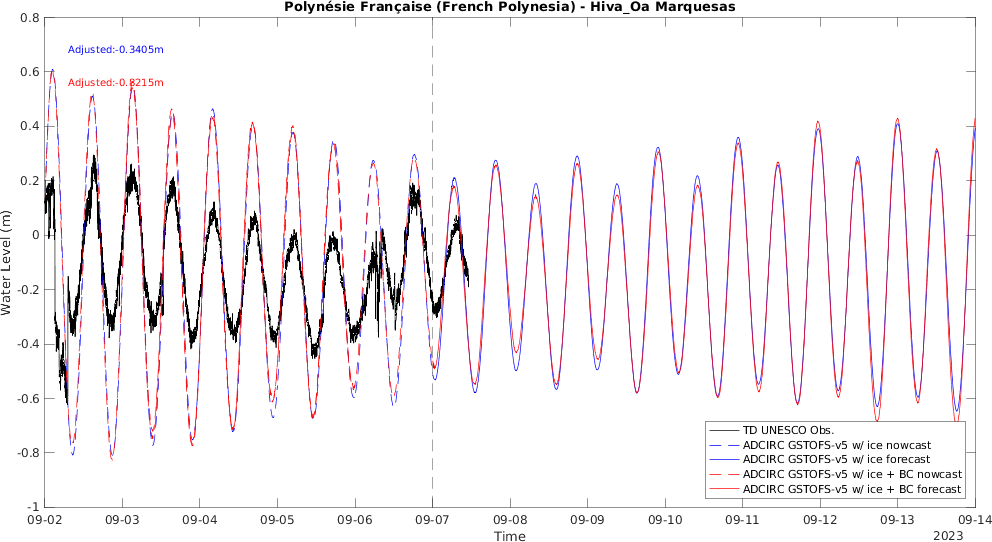 Polynésie Française (French Polynesia) - Hiva_Oa Marquesas
Adjusted:-0.3405m
Adjusted:-0.8215m
Water Level (m)
0.8
0.6
0.4
0.2
0
-0.2
-0.4
-0.6
-0.8
-1
TD UNESCO Obs.
ADCIRC GSTOFS-v5 w/ ice nowcast
ADCIRC GSTOFS-v5 w/ ice forecast
ADCIRC GSTOFS-v5 w/ ice + BC nowcast
ADCIRC GSTOFS-v5 w/ ice + BC forecast
09-02 09-03 09-04 09-05 09-06 09-07 09-08 09-09 09-10 09-11 09-12 09-13 09-14
Time
2023